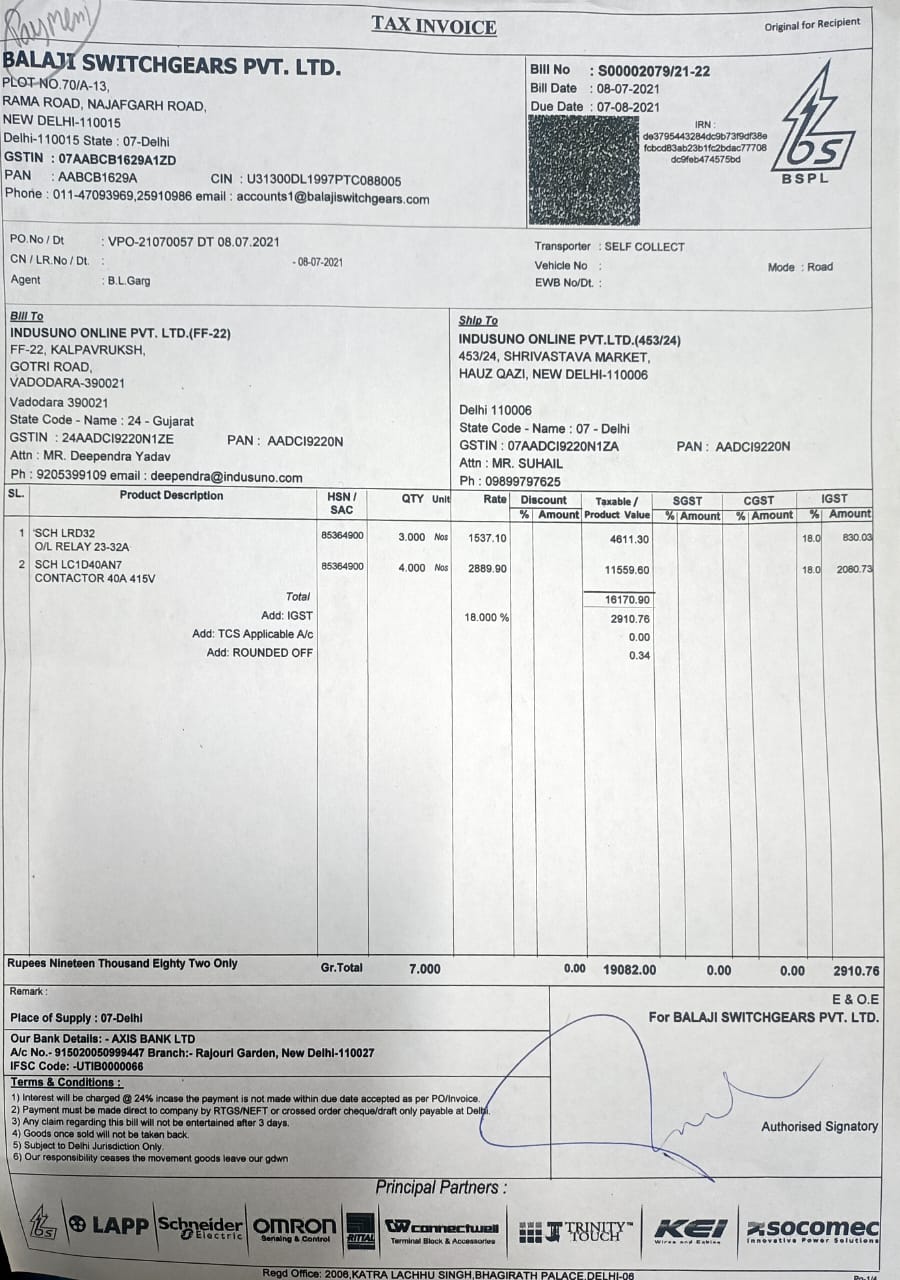 Payment
TAX INVOICE
Original for Recipient
BALAJI SWITCHGEARS PVT. LTD.
PLOT NO.70/A-13,
RAMA ROAD, NAJAFGARH ROAD,
NEW DELHI-110015
Delhi-110015 State : 07-Delhi
GSTIN : 07AABCB1629A1ZD
PAN : AABCB1629A CIN : U31300DL1997PTC088005
Phone : 011-47093969,25910986 email : accounts1@balajiswitchgears.com
Bill No : S00002079/21-22
Bill Date : 08-07-2021
Due Date : 07-08-2021
IRN :
de3795443284dc9b73f9df38e
fcbcd83ab23b1fc2bdac77708
dc9feb474575bd
bs
BSPL
PO.No / Dt : VPO-21070057 DT 08.07.2021
CN / LR.No / Dt. : - 08-07-2021
Agent : B.L.Garg
Transporter : SELF COLLECT
Vehicle No : Mode : Road
EWB No/Dt. :
Bill To
INDUSUNO ONLINE PVT. LTD.(FF-22)
FF-22, KALPAVRUKSH,
GOTRI ROAD,
VADODARA-390021
Vadodara 390021
State Code - Name : 24 - Gujarat
GSTIN : 24AADCI9220N1ZE PAN : AADCI9220N
Attn : MR. Deependra Yadav
Ph : 9205399109 email : deependra@indusuno.com
Ship To
INDUSUNO ONLINE PVT.LTD.(453/24)
453/24, SHRIVASTAVA MARKET,
HAUZ QAZI, NEW DELHI-110006
Delhi 110006
State Code - Name : 07 - Delhi
GSTIN : 07AADCI9220N1ZA PAN : AADCI9220N
Attn : MR. SUHAIL
Ph : 09899797625
SL. Product Description HSN / SAC QTY Unit Rate Discount Taxable / Product Value SGST CGST IGST
% Amount % Amount % Amount % Amount
1 SCH LRD32 85364900 3.000 Nos 1537.10 4611.30 18.0 830.03
O/L RELAY 23-32A
2 SCH LC1D40AN7 85364900 4.000 Nos 2889.90 11559.60 18.0 2080.73
CONTACTOR 40A 415V
Total 16170.90
Add: IGST 18.000 % 2910.76
Add: TCS Applicable A/c 0.00
Add: ROUNDED OFF 0.34
Rupees Nineteen Thousand Eighty Two Only Gr.Total 7.000 0.00 19082.00 0.00 0.00 2910.76
Remark :
Place of Supply : 07-Delhi
Our Bank Details: - AXIS BANK LTD
A/c No.- 915020050999447 Branch:- Rajouri Garden, New Delhi-110027
IFSC Code: -UTIB0000066
Terms & Conditions :
1) Interest will be charged @ 24% incase the payment is not made within due date accepted as per PO/Invoice.
2) Payment must be made direct to company by RTGS/NEFT or crossed order cheque/draft only payable at Delhi.
3) Any claim regarding this bill will not be entertained after 3 days.
4) Goods once sold will not be taken back.
5) Subject to Delhi Jurisdiction Only.
6) Our responsibility ceases the movement goods leave our gdwn
E & O.E
For BALAJI SWITCHGEARS PVT. LTD.
Authorised Signatory
Principal Partners :
bs LAPP Schneider Electric OMRON Sensing & Control RITTAL connectwell Terminal Block & Accessories TRINITY TOUCH KEI Wires and Cables socomec Innovative Power Solutions
Regd Office: 2006,KATRA LACHHU SINGH,BHAGIRATH PALACE,DELHI-06
Pg-1/4